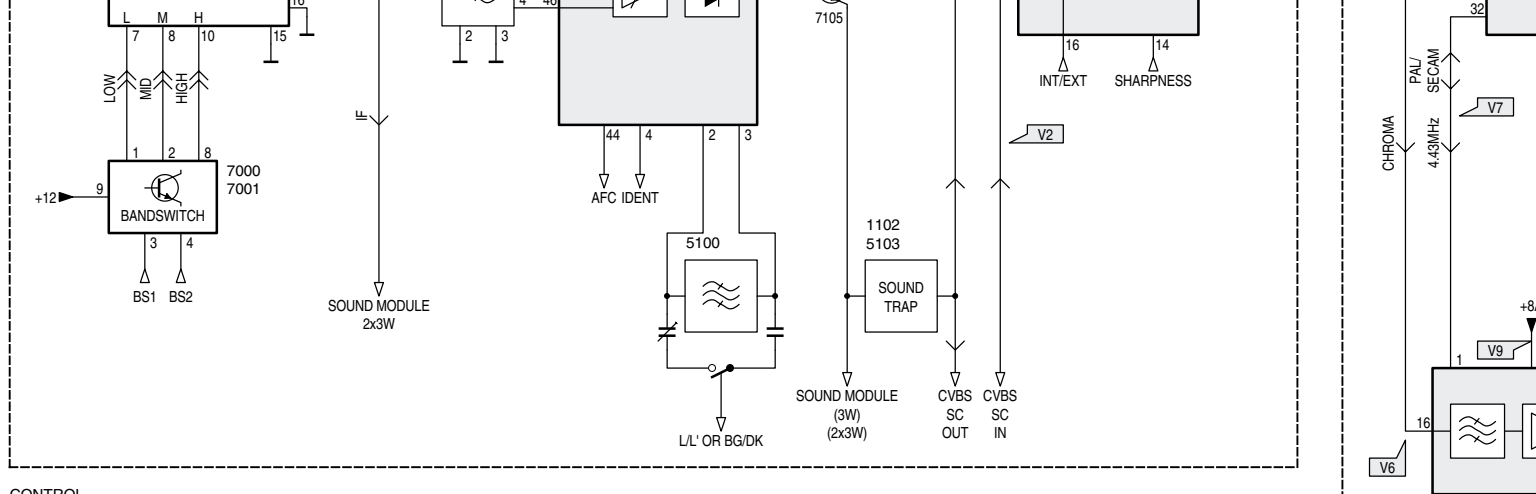 16
L M H
7 8 10 15
LOW MID HIGH
1 2 8
7000
7001
+12 9
BANDSWITCH
3 4
BS1 BS2
IF
SOUND MODULE
2x3W
4 46
2 3
44 4 2 3
AFC IDENT
5100
L/L' OR BG/DK
7105
1102
5103
SOUND
TRAP
SOUND MODULE
(3W)
(2x3W)
CVBS
SC
OUT
CVBS
SC
IN
16 14
INT/EXT SHARPNESS
V2
32
PAL/
SECAM
V7
CHROMA
4.43MHz
V9
1
16
V6
CONTROL